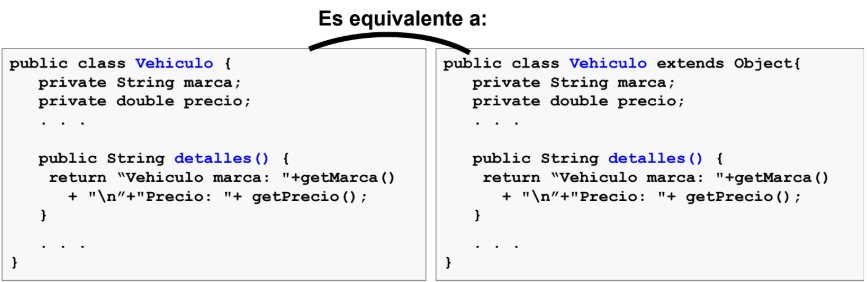 Es equivalente a:
public class Vehiculo {
private String marca;
private double precio;
. . .
public String detalles() {
return “Vehiculo marca: "+getMarca()
+ "\n”+"Precio: "+ getPrecio();
}
. . .
}
public class Vehiculo extends Object{
private String marca;
private double precio;
. . .
public String detalles() {
return “Vehiculo marca: "+getMarca()
+ "\n”+"Precio: "+ getPrecio();
}
. . .
}